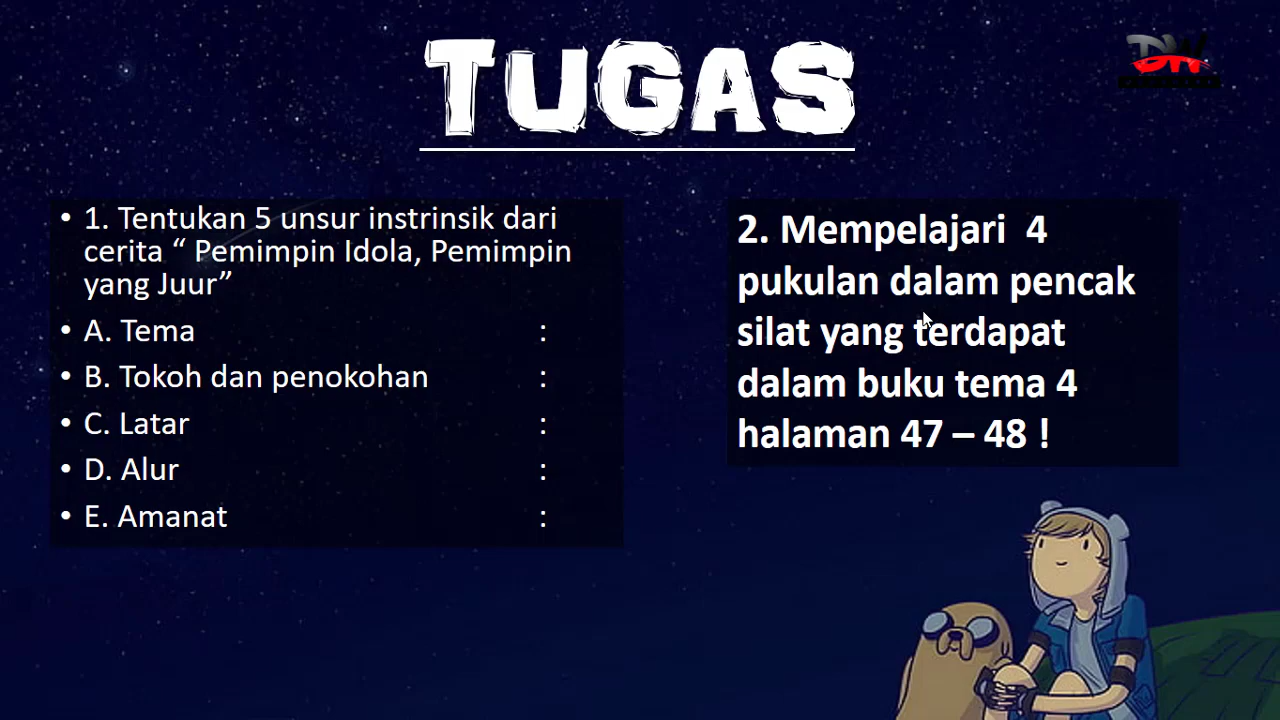 TUGAS
DW
• 1. Tentukan 5 unsur instrinsik dari
cerita “ Pemimpin Idola, Pemimpin
yang Juur”
• A. Tema :
• B. Tokoh dan penokohan :
• C. Latar :
• D. Alur :
• E. Amanat :
2. Mempelajari 4
pukulan dalam pencak
silat yang terdapat
dalam buku tema 4
halaman 47 – 48 !